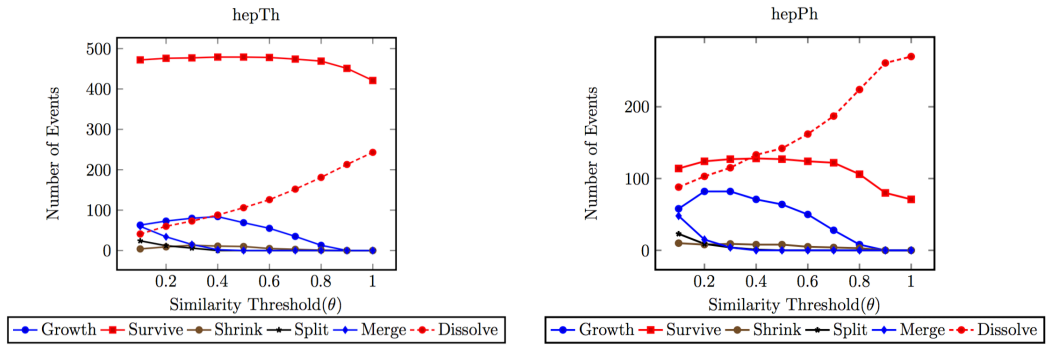 hepTh
500
400
300
200
100
0
Number of Events
0.2 0.4 0.6 0.8 1
Similarity Threshold(θ)
Growth Survive Shrink Split Merge Dissolve
hepPh
200
100
0
Number of Events
0.2 0.4 0.6 0.8 1
Similarity Threshold(θ)
Growth Survive Shrink Split Merge Dissolve